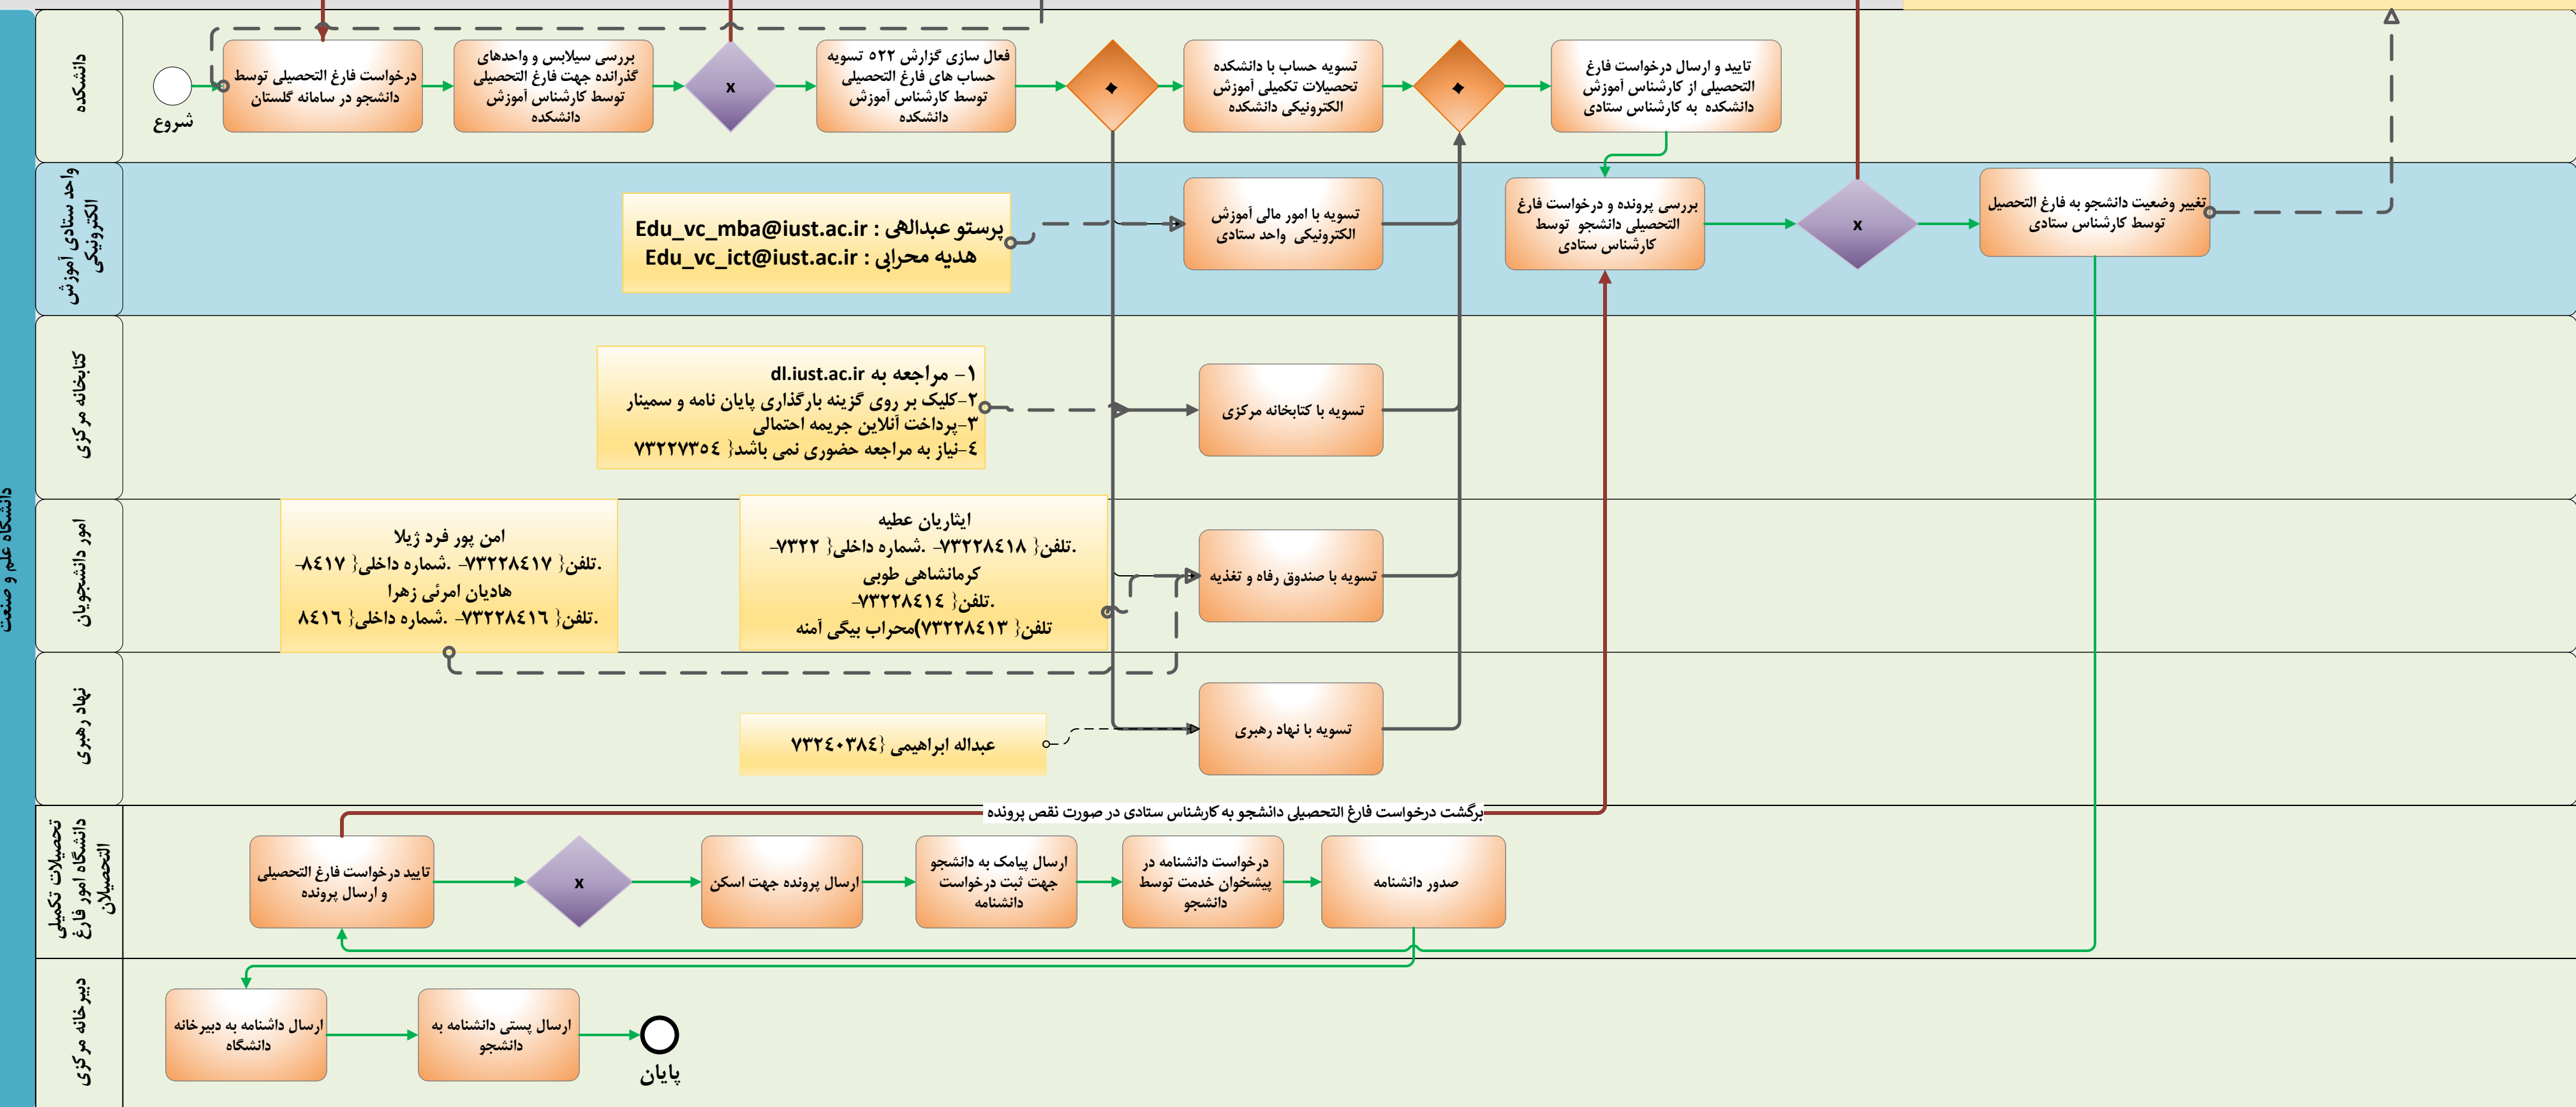 دانشگاه علم و صنعت
دانشکده
شروع
درخواست فارغ التحصیلی توسط
دانشجو در سامانه گلستان
بررسی سیلابس و واحدهای
گذرانده جهت فارغ التحصیلی
توسط کارشناس آموزش
دانشکده
x
فعال سازی گزارش ۵۲۲ تسویه
حساب های فارغ التحصیلی
توسط کارشناس آموزش
دانشکده
تسویه حساب با دانشکده
تحصیلات تکمیلی آموزش
الکترونیکی دانشکده
تایید و ارسال درخواست فارغ
التحصیلی از کارشناس آموزش
دانشکده به کارشناس ستادی
واحد ستادی آموزش
الکترونیکی
پرستو عبدالاهی : Edu_vc_mba@iust.ac.ir
هدیه محرابی : Edu_vc_ict@iust.ac.ir
تسویه با امور مالی آموزش
الکترونیکی واحد ستادی
بررسی پرونده و درخواست فارغ
التحصیلی دانشجو توسط
کارشناس ستادی
x
تغییر وضعیت دانشجو به فارغ التحصیل
توسط کارشناس ستادی
کتابخانه مرکزی
۱- مراجعه به dl.iust.ac.ir
۲-کلیک بر روی گزینه بارگذاری پایان نامه و سمینار
۳-پرداخت آنلاین جریمه احتمالی
۴-نیاز به مراجعه حضوری نمی باشد{ ۷۳۲۲۷۳۵۴
تسویه با کتابخانه مرکزی
امور دانشجویان
امن پور فرد ژیلا
.تلفن{ ۷۳۲۲۸۴۱۷- .شماره داخلی{ ۸۴۱۷-
هادیان امرئی زهرا
.تلفن{ ۷۳۲۲۸۴۱۶- .شماره داخلی{ ۸۴۱۶
ایثاریان عطیه
.تلفن{ ۷۳۲۲۸۴۱۸- .شماره داخلی{ ۷۳۲۲-
کرمانشاهی طوبی
.تلفن{ ۷۳۲۲۸۴۱۴-
تلفن{ ۷۳۲۲۸۴۱۳)محراب بیگی آمنه
تسویه با صندوق رفاه و تغذیه
نهاد رهبری
عبداله ابراهیمی {۷۳۲۴۰۳۸۴
تسویه با نهاد رهبری
برگشت درخواست فارغ التحصیلی دانشجو به کارشناس ستادی در صورت نقص پرونده
تحصیلات تکمیلی
دانشگاه امور فارغ
التحصیلان
تایید درخواست فارغ التحصیلی
و ارسال پرونده
x
ارسال پرونده جهت اسکن
ارسال پیامک به دانشجو
جهت ثبت درخواست
دانشنامه
درخواست دانشنامه در
پیشخوان خدمت توسط
دانشجو
صدور دانشنامه
دبیرخانه مرکزی
ارسال داشنامه به دبیرخانه
دانشگاه
ارسال پستی دانشنامه به
دانشجو
پایان